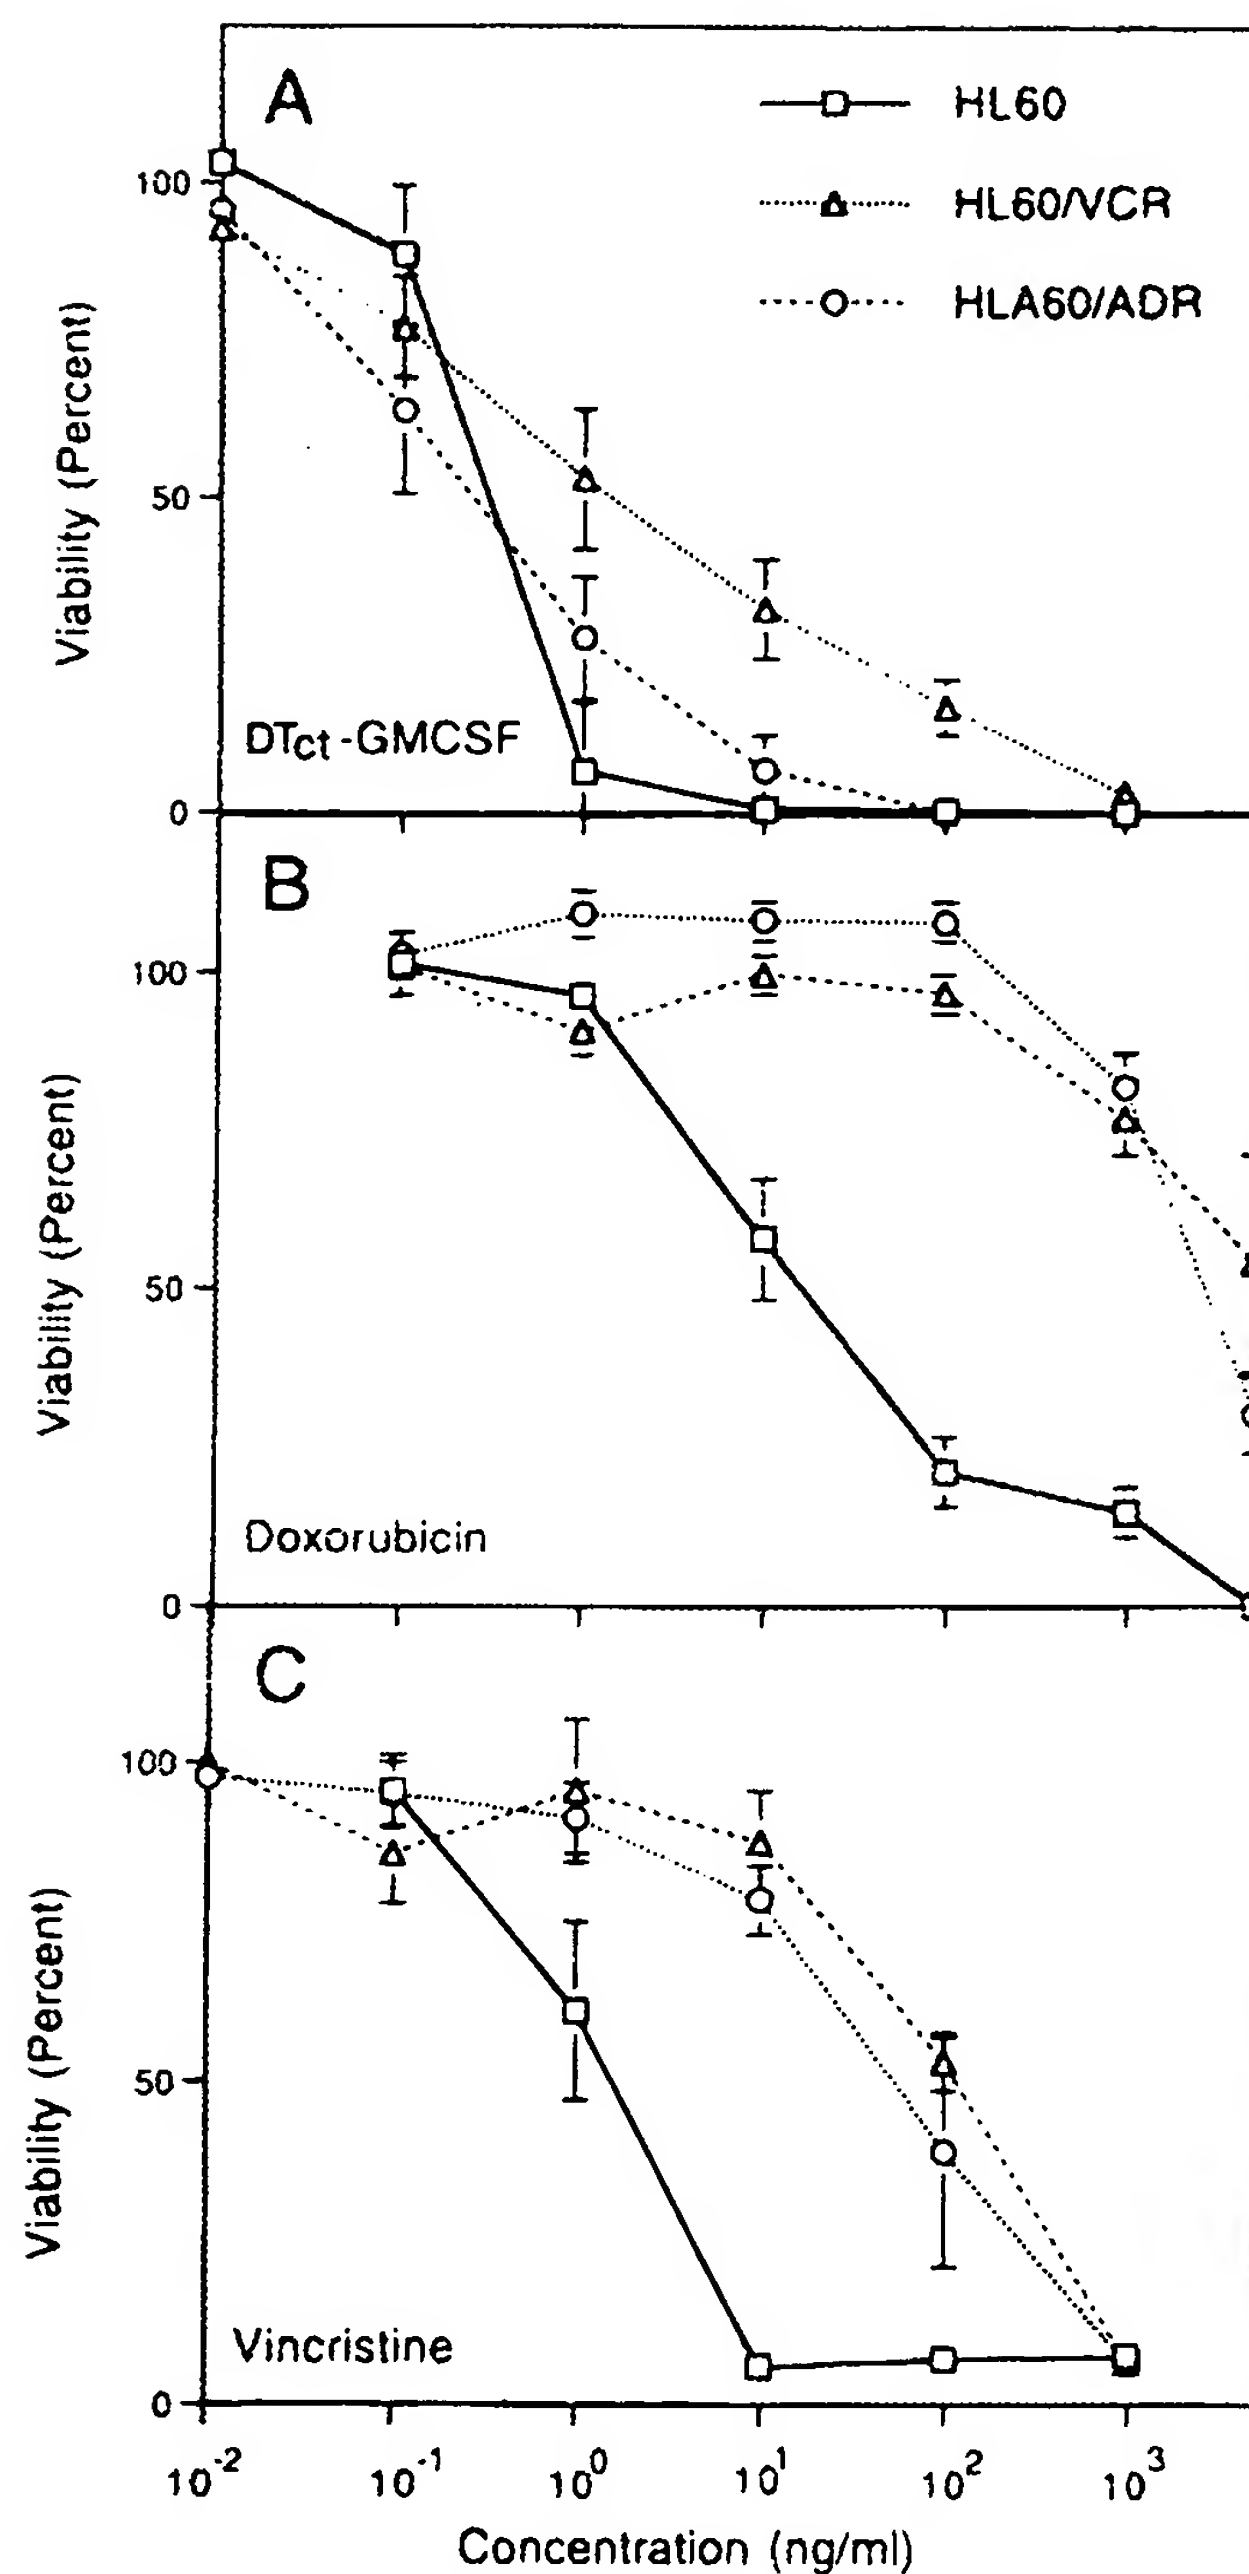 A
HL60
HL60/VCR
HLA60/ADR
100
50
0
Viability (Percent)
DTct-GMCSF
B
100
50
0
Viability (Percent)
Doxorubicin
C
100
50
0
Viability (Percent)
Vincristine
10-2 10-1 100 101 102 103
Concentration (ng/ml)